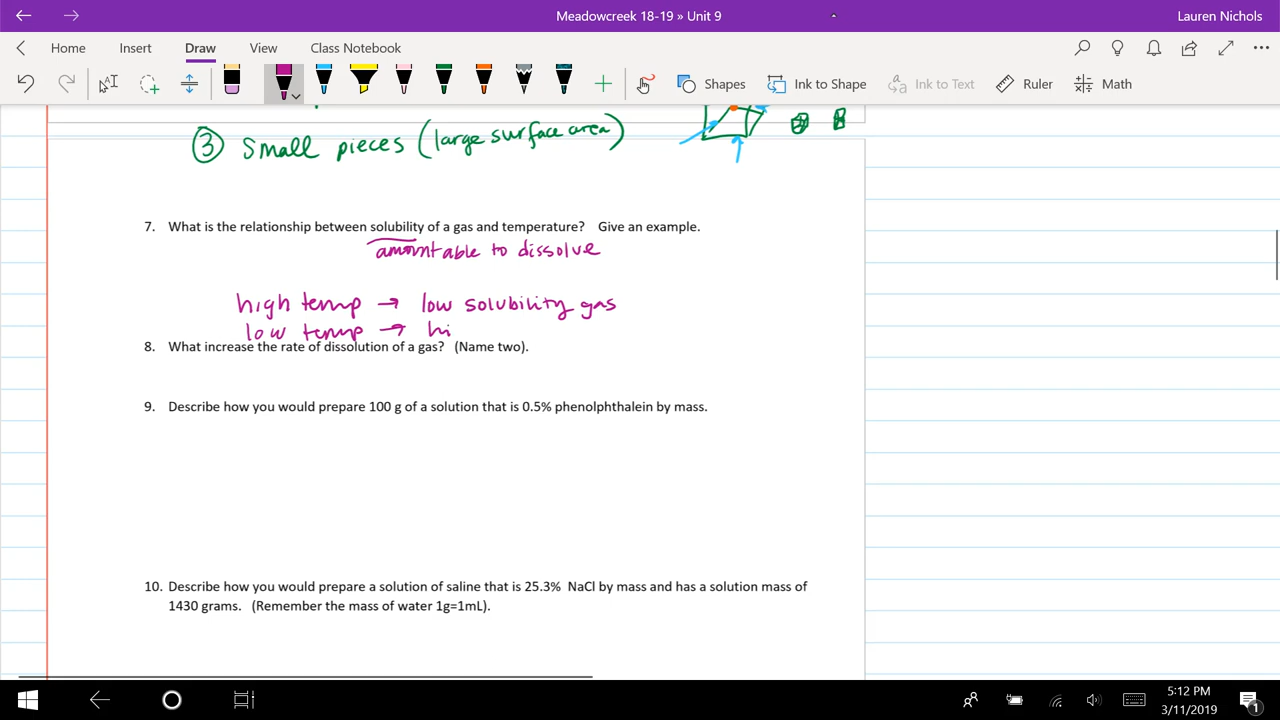 Meadowcreek 18-19 » Unit 9
Lauren Nichols
Home Insert Draw View Class Notebook
Shapes Ink to Shape Ink to Text Ruler Math
③ Small pieces (large surface area)
7. What is the relationship between solubility of a gas and temperature? Give an example.
amount able to dissolve
high temp → low solubility gas
low temp → hi
8. What increase the rate of dissolution of a gas? (Name two).
9. Describe how you would prepare 100 g of a solution that is 0.5% phenolphthalein by mass.
10. Describe how you would prepare a solution of saline that is 25.3% NaCl by mass and has a solution mass of
1430 grams. (Remember the mass of water 1g=1mL).
5:12 PM
3/11/2019
1